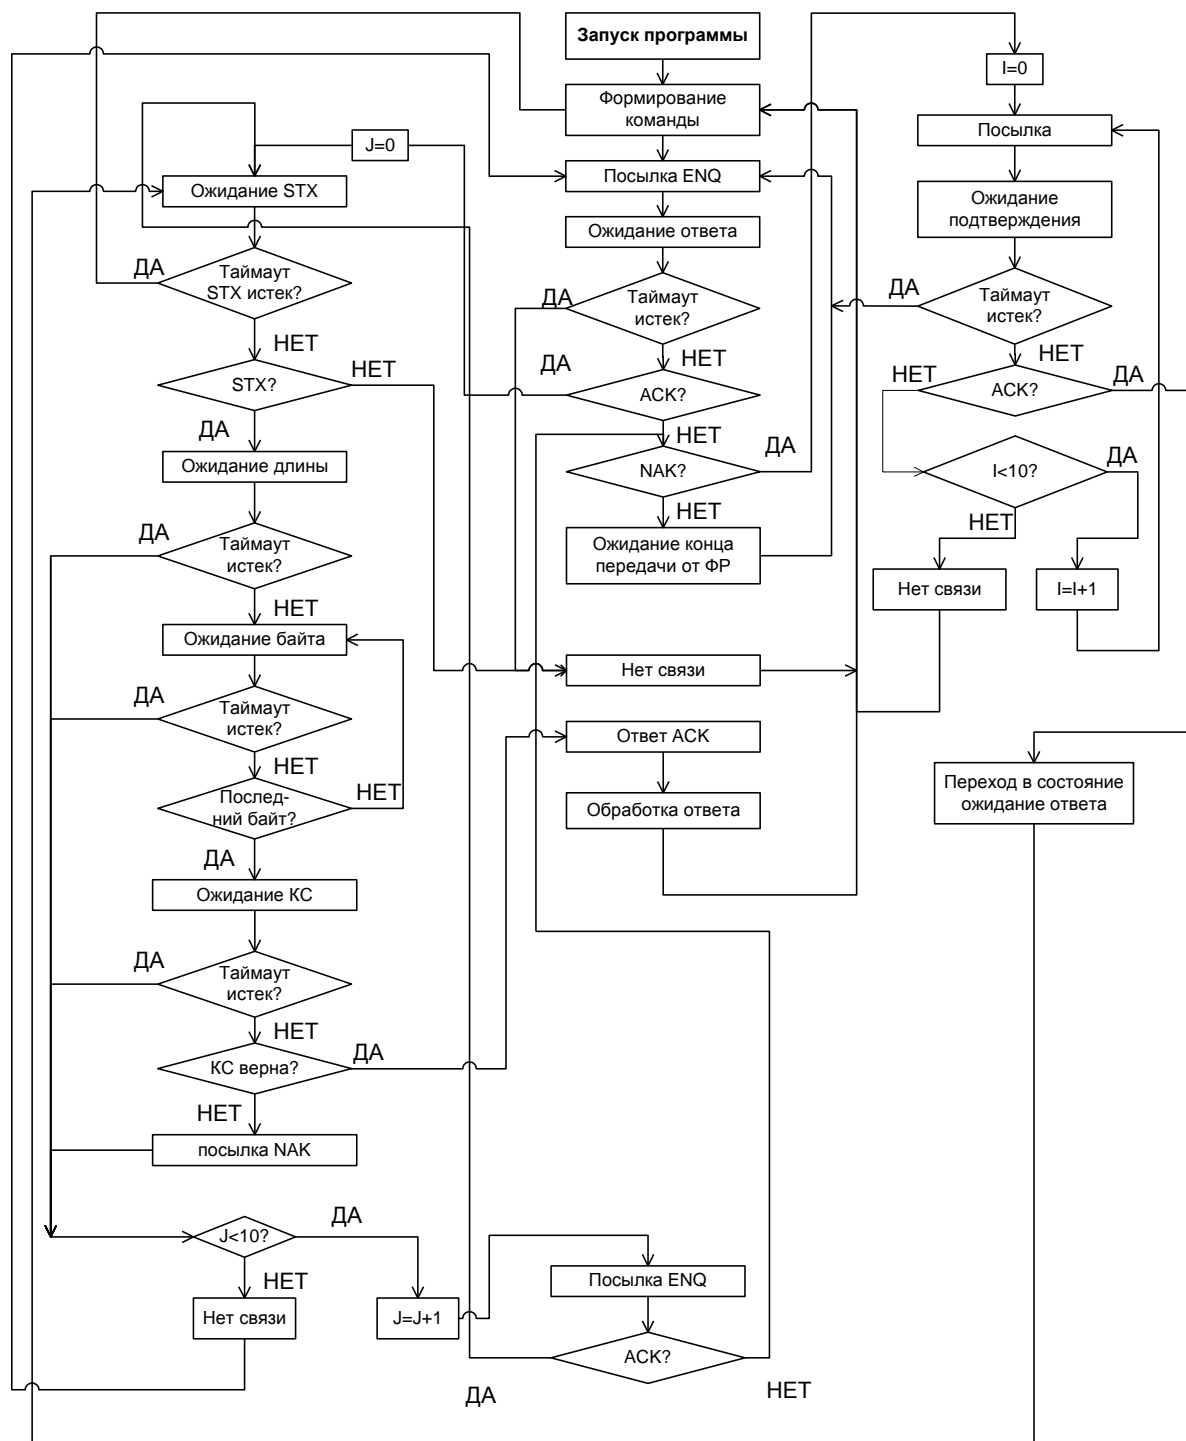 Запуск программы
I=0
Формирование
команды
Посылка
J=0
Посылка ENQ
Ожидание STX
Ожидание
подтверждения
Ожидание ответа
ДА
Таймаут
STX истек?
ДА
Таймаут
истек?
ДА
Таймаут
истек?
НЕТ
НЕТ
НЕТ
STX?
НЕТ
ДА
ACK?
НЕТ
ACK?
ДА
ДА
НЕТ
ДА
Ожидание длины
NAK?
I<10?
ДА
НЕТ
НЕТ
ДА
Таймаут
истек?
Ожидание конца
передачи от ФР
НЕТ
Нет связи
I=I+1
Ожидание байта
Нет связи
ДА
Таймаут
истек?
Ответ ACK
НЕТ
Послед-
ний байт?
НЕТ
Обработка ответа
Переход в состояние
ожидание ответа
ДА
Ожидание КС
ДА
Таймаут
истек?
НЕТ
КС верна?
ДА
НЕТ
посылка NAK
J<10?
ДА
НЕТ
Посылка ENQ
Нет связи
J=J+1
ACK?
ДА
НЕТ